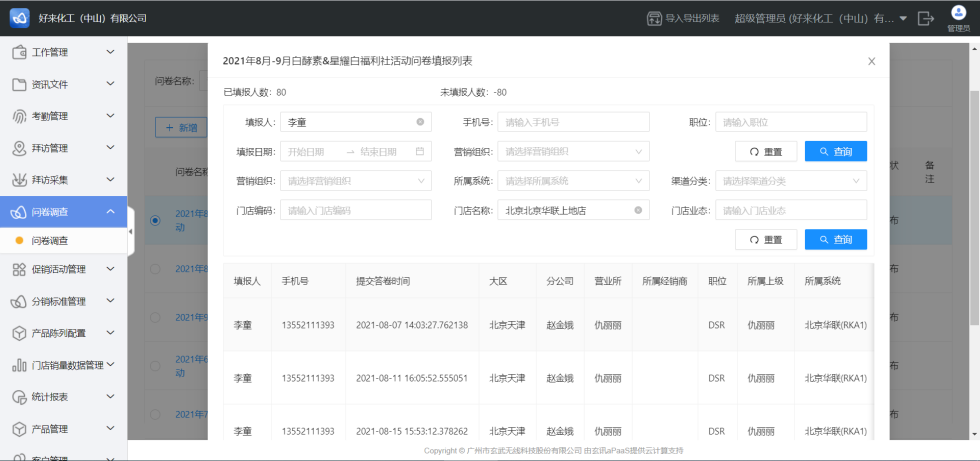 好来化工（中山）有限公司
导入导出列表 超级管理员 (好来化工（中山）有... 管理员
工作管理
资讯文件
考勤管理
拜访管理
拜访采集
问卷调查
问卷调查
促销活动管理
分销标准管理
产品陈列配置
门店销量数据管理
统计报表
产品管理
客户管理
问卷名称:
+ 新增
问卷名称
2021年8
动
2021年8
2021年9
2021年6
动
2021年7
状 备注
布
布
布
布
布
2021年8月-9月白酵素&星耀白福利社活动问卷填报列表 X
已填报人数: 80 未填报人数: -80
填报人: 李童 手机号: 请输入手机号 职位: 请输入职位
填报日期: 开始日期 → 结束日期 营销组织: 请选择营销组织 重置 查询
营销组织: 请选择营销组织 所属系统: 请选择所属系统 渠道分类: 请选择渠道分类
门店编码: 请输入门店编码 门店名称: 北京北京华联上地店 门店业态: 请输入门店业态
重置 查询
填报人 手机号 提交答卷时间 大区 分公司 营业所 所属经销商 职位 所属上级 所属系统
李童 13552111393 2021-08-07 14:03:27.762138 北京天津 赵金娥 仇丽丽 DSR 仇丽丽 北京华联(RKA1)
李童 13552111393 2021-08-11 16:05:52.555051 北京天津 赵金娥 仇丽丽 DSR 仇丽丽 北京华联(RKA1)
李童 13552111393 2021-08-15 15:53:12.378262 北京天津 赵金娥 仇丽丽 DSR 仇丽丽 北京华联(RKA1)
Copyright © 广州市玄武无线科技股份有限公司 由玄讯aPaaS提供云计算支持